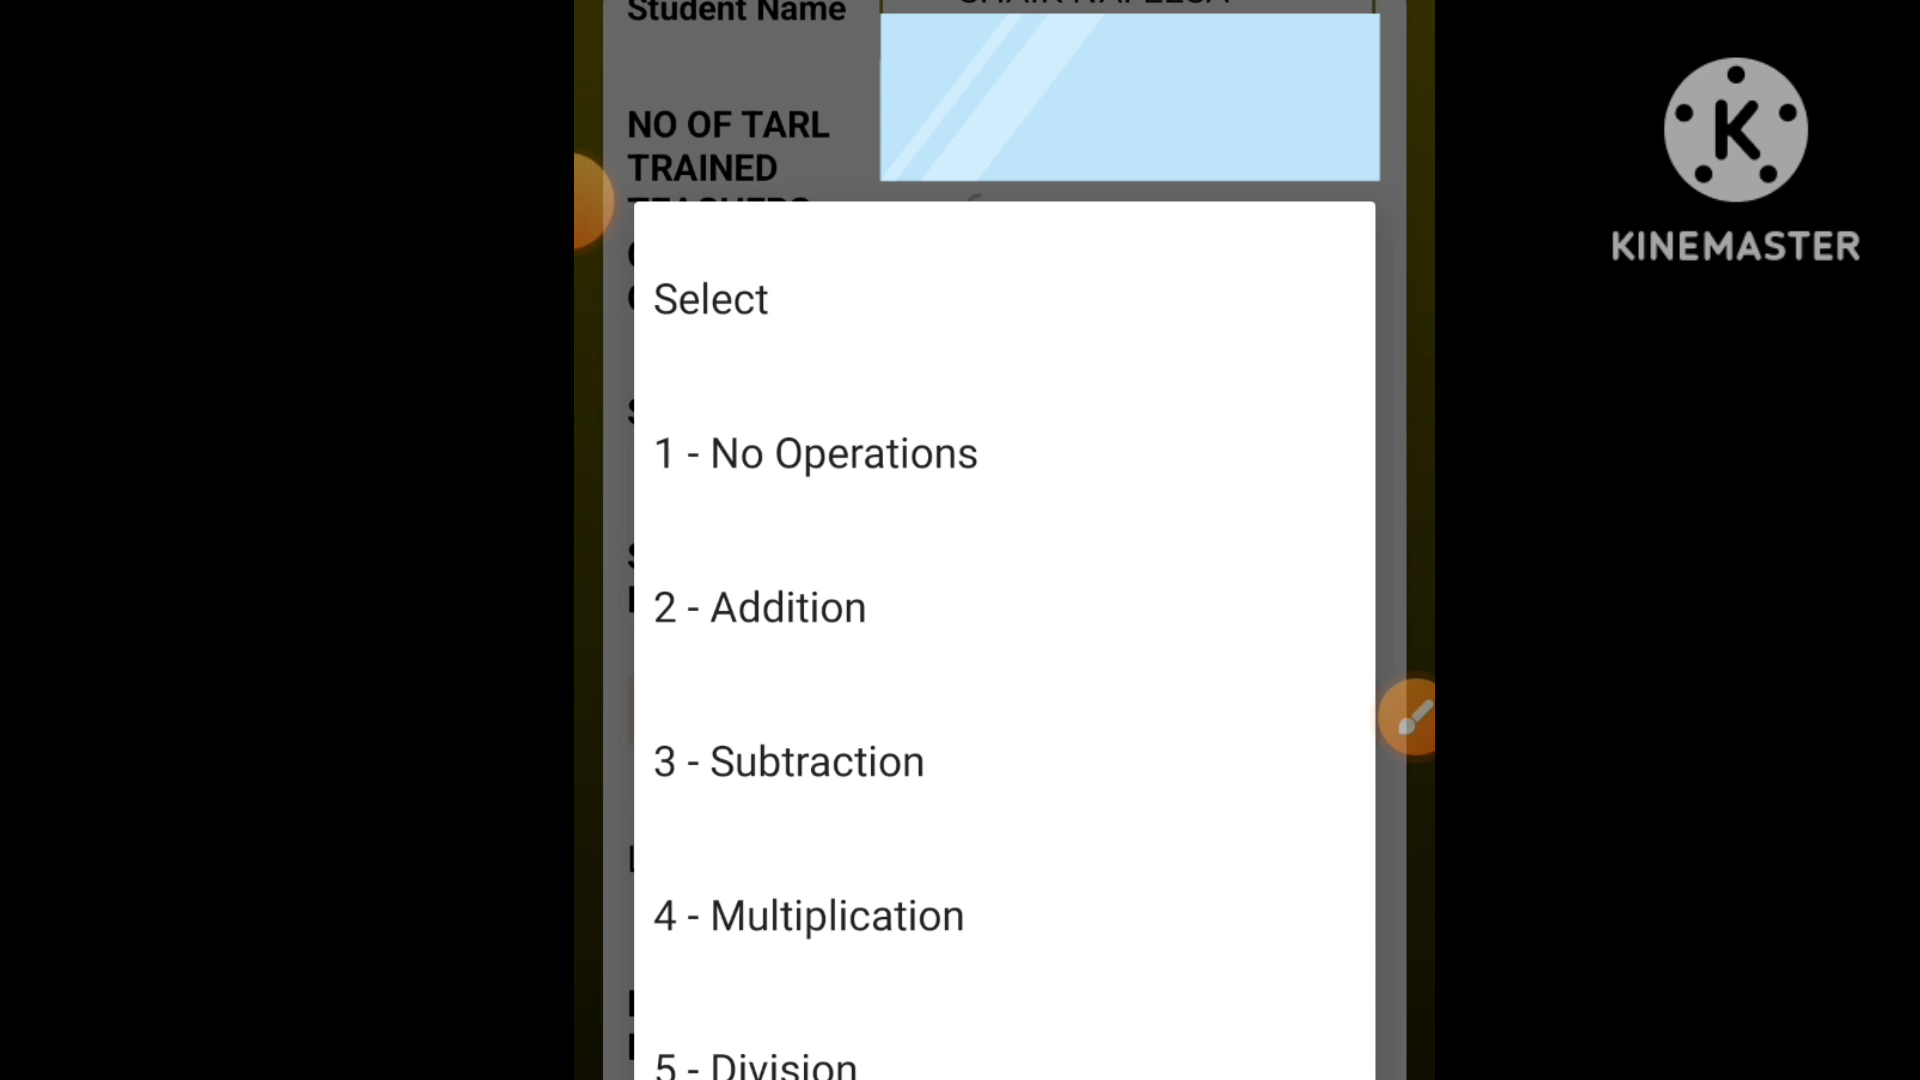 Student Name
NO OF TARL
TRAINED
TEACHERS
Select
1 - No Operations
2 - Addition
3 - Subtraction
4 - Multiplication
5 - Division
K
KINEMASTER